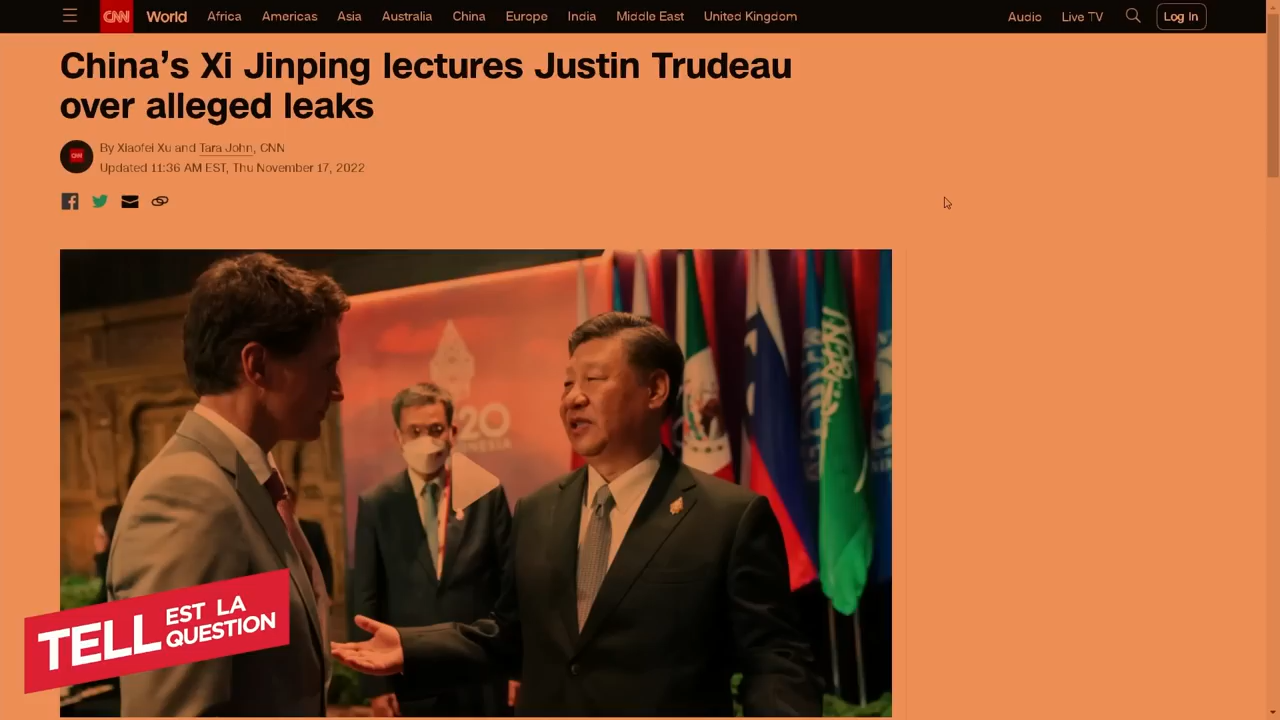 CNN World Africa Americas Asia Australia China Europe India Middle East United Kingdom Audio Live TV Log In
China's Xi Jinping lectures Justin Trudeau
over alleged leaks
CNN
By Xiaofei Xu and Tara John, CNN
Updated 11:36 AM EST, Thu November 17, 2022
20
TELL EST LA
QUESTION